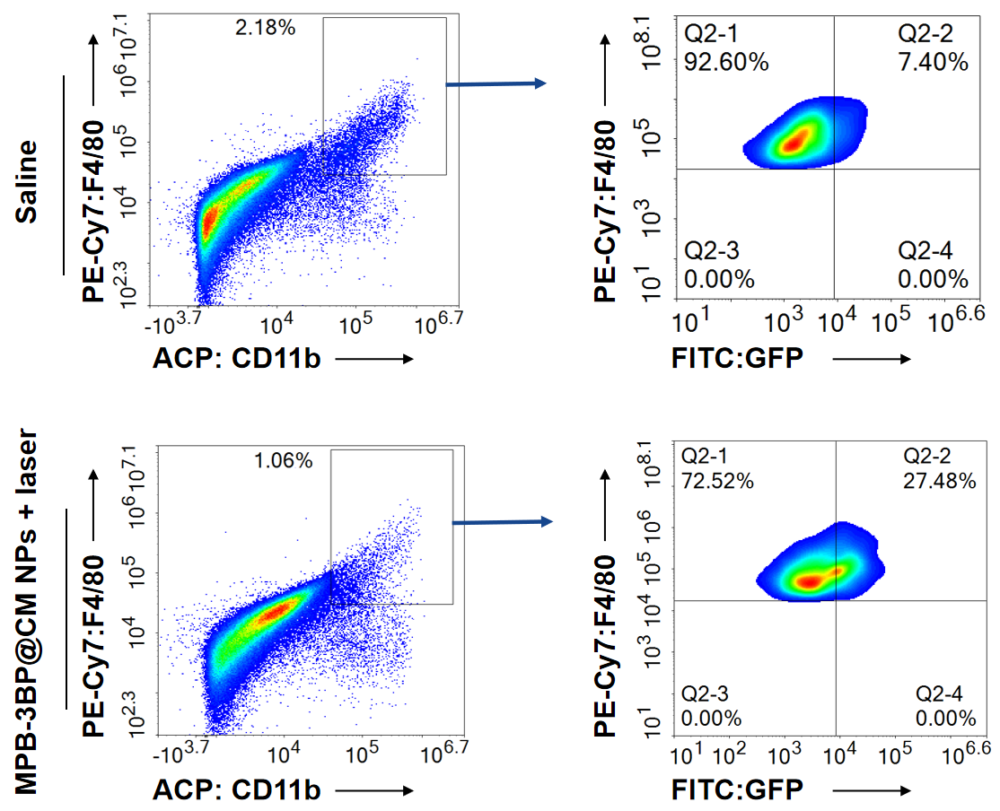 Saline
2.18%
PE-Cy7:F4/80
10^2.3 10^4 10^5 10^6 10^7.1
-10^3.7 10^4 10^5 10^6.7
ACP: CD11b
Q2-1
92.60%
Q2-2
7.40%
Q2-3
0.00%
Q2-4
0.00%
PE-Cy7:F4/80
10^1 10^3 10^5 10^8.1
10^1 10^3 10^4 10^5 10^6.6
FITC:GFP
MPB-3BP@CM NPs + laser
1.06%
PE-Cy7:F4/80
10^2.3 10^4 10^5 10^6 10^7.1
-10^3.7 10^4 10^5 10^6.7
ACP: CD11b
Q2-1
72.52%
Q2-2
27.48%
Q2-3
0.00%
Q2-4
0.00%
PE-Cy7:F4/80
10^1 10^3 10^4 10^5 10^6 10^8.1
10^1 10^2 10^3 10^4 10^5 10^6.6
FITC:GFP